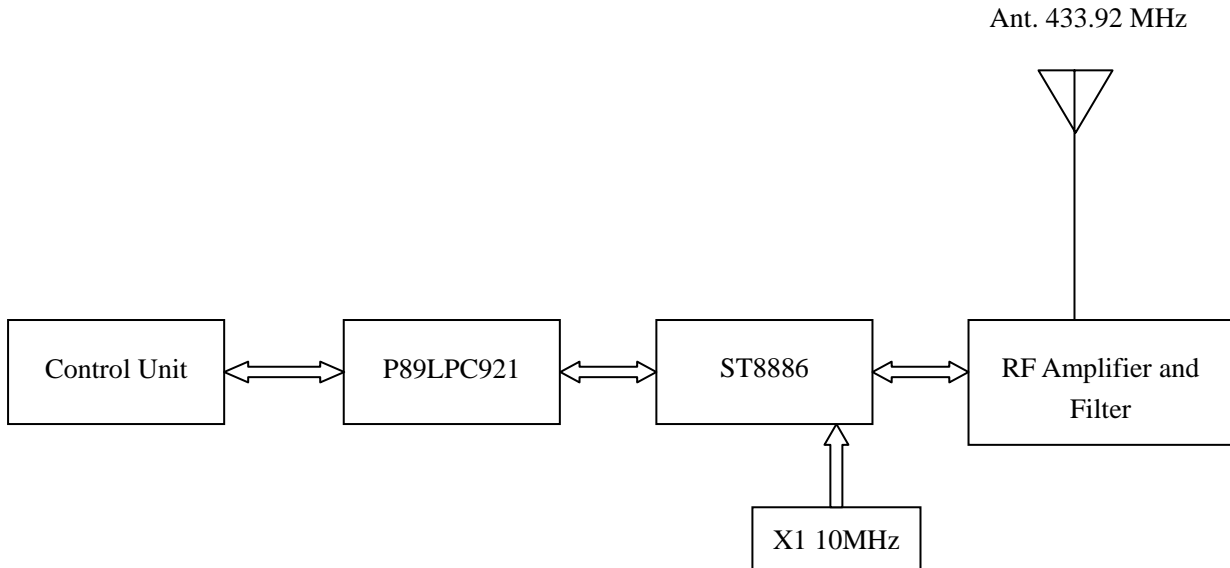 Ant. 433.92 MHz
Control Unit
P89LPC921
ST8886
RF Amplifier and
Filter
X1 10MHz